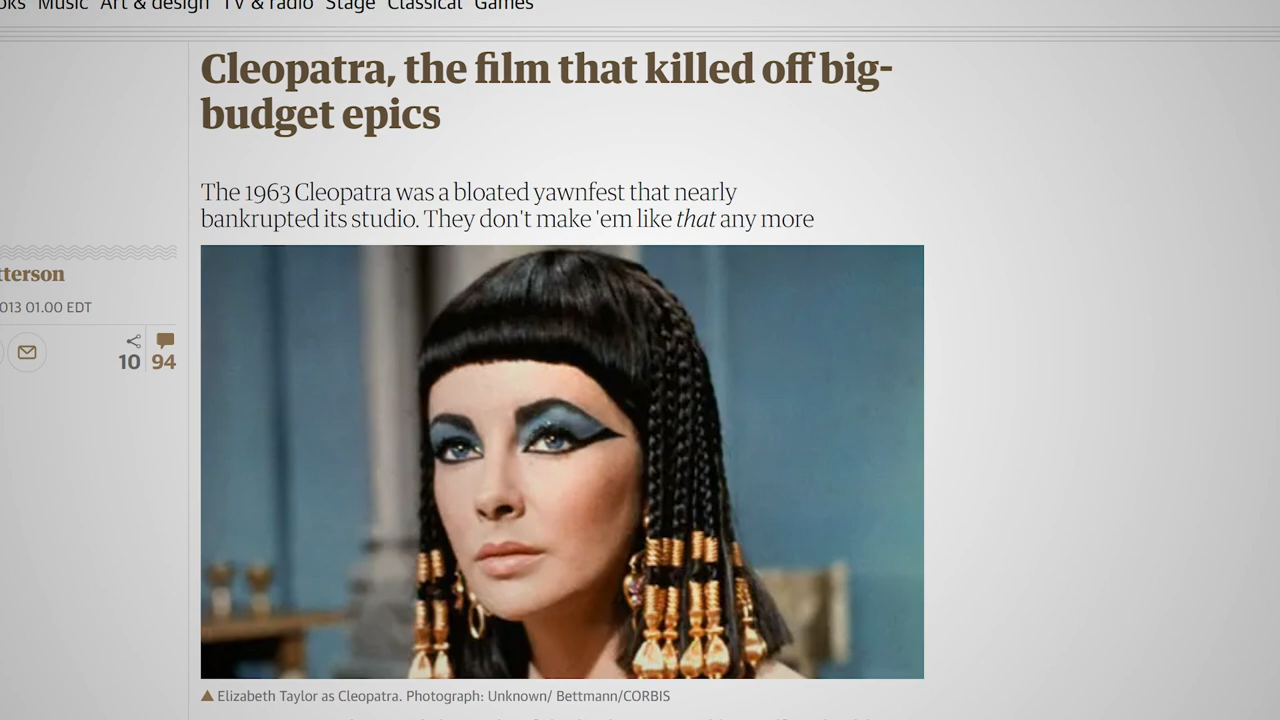 Music Art & design TV & radio Stage Classical Games
Cleopatra, the film that killed off big-
budget epics
The 1963 Cleopatra was a bloated yawnfest that nearly
bankrupted its studio. They don't make 'em like that any more
tterson
013 01.00 EDT
10 94
Elizabeth Taylor as Cleopatra. Photograph: Unknown/ Bettmann/CORBIS